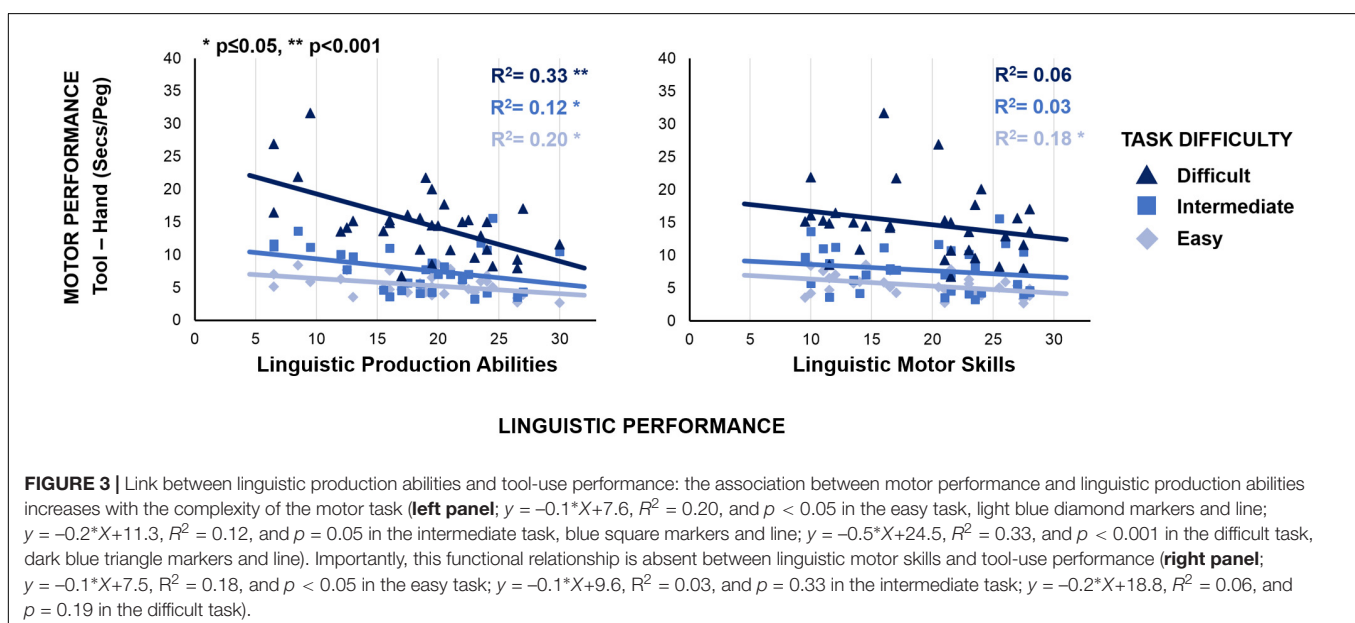 * p≤0.05, ** p<0.001
MOTOR PERFORMANCE
Tool – Hand (Secs/Peg)
40
35
30
25
20
15
10
5
0
R²= 0.33 **
R²= 0.12 *
R²= 0.20 *
0 5 10 15 20 25 30
Linguistic Production Abilities
40
35
30
25
20
15
10
5
0
R²= 0.06
R²= 0.03
R²= 0.18 *
0 5 10 15 20 25 30
Linguistic Motor Skills
TASK DIFFICULTY
Difficult
Intermediate
Easy
LINGUISTIC PERFORMANCE
FIGURE 3 | Link between linguistic production abilities and tool-use performance: the association between motor performance and linguistic production abilities
increases with the complexity of the motor task (left panel; y = –0.1*X+7.6, R² = 0.20, and p < 0.05 in the easy task, light blue diamond markers and line;
y = –0.2*X+11.3, R² = 0.12, and p = 0.05 in the intermediate task, blue square markers and line; y = –0.5*X+24.5, R² = 0.33, and p < 0.001 in the difficult task,
dark blue triangle markers and line). Importantly, this functional relationship is absent between linguistic motor skills and tool-use performance (right panel;
y = –0.1*X+7.5, R² = 0.18, and p < 0.05 in the easy task; y = –0.1*X+9.6, R² = 0.03, and p = 0.33 in the intermediate task; y = –0.2*X+18.8, R² = 0.06, and
p = 0.19 in the difficult task).